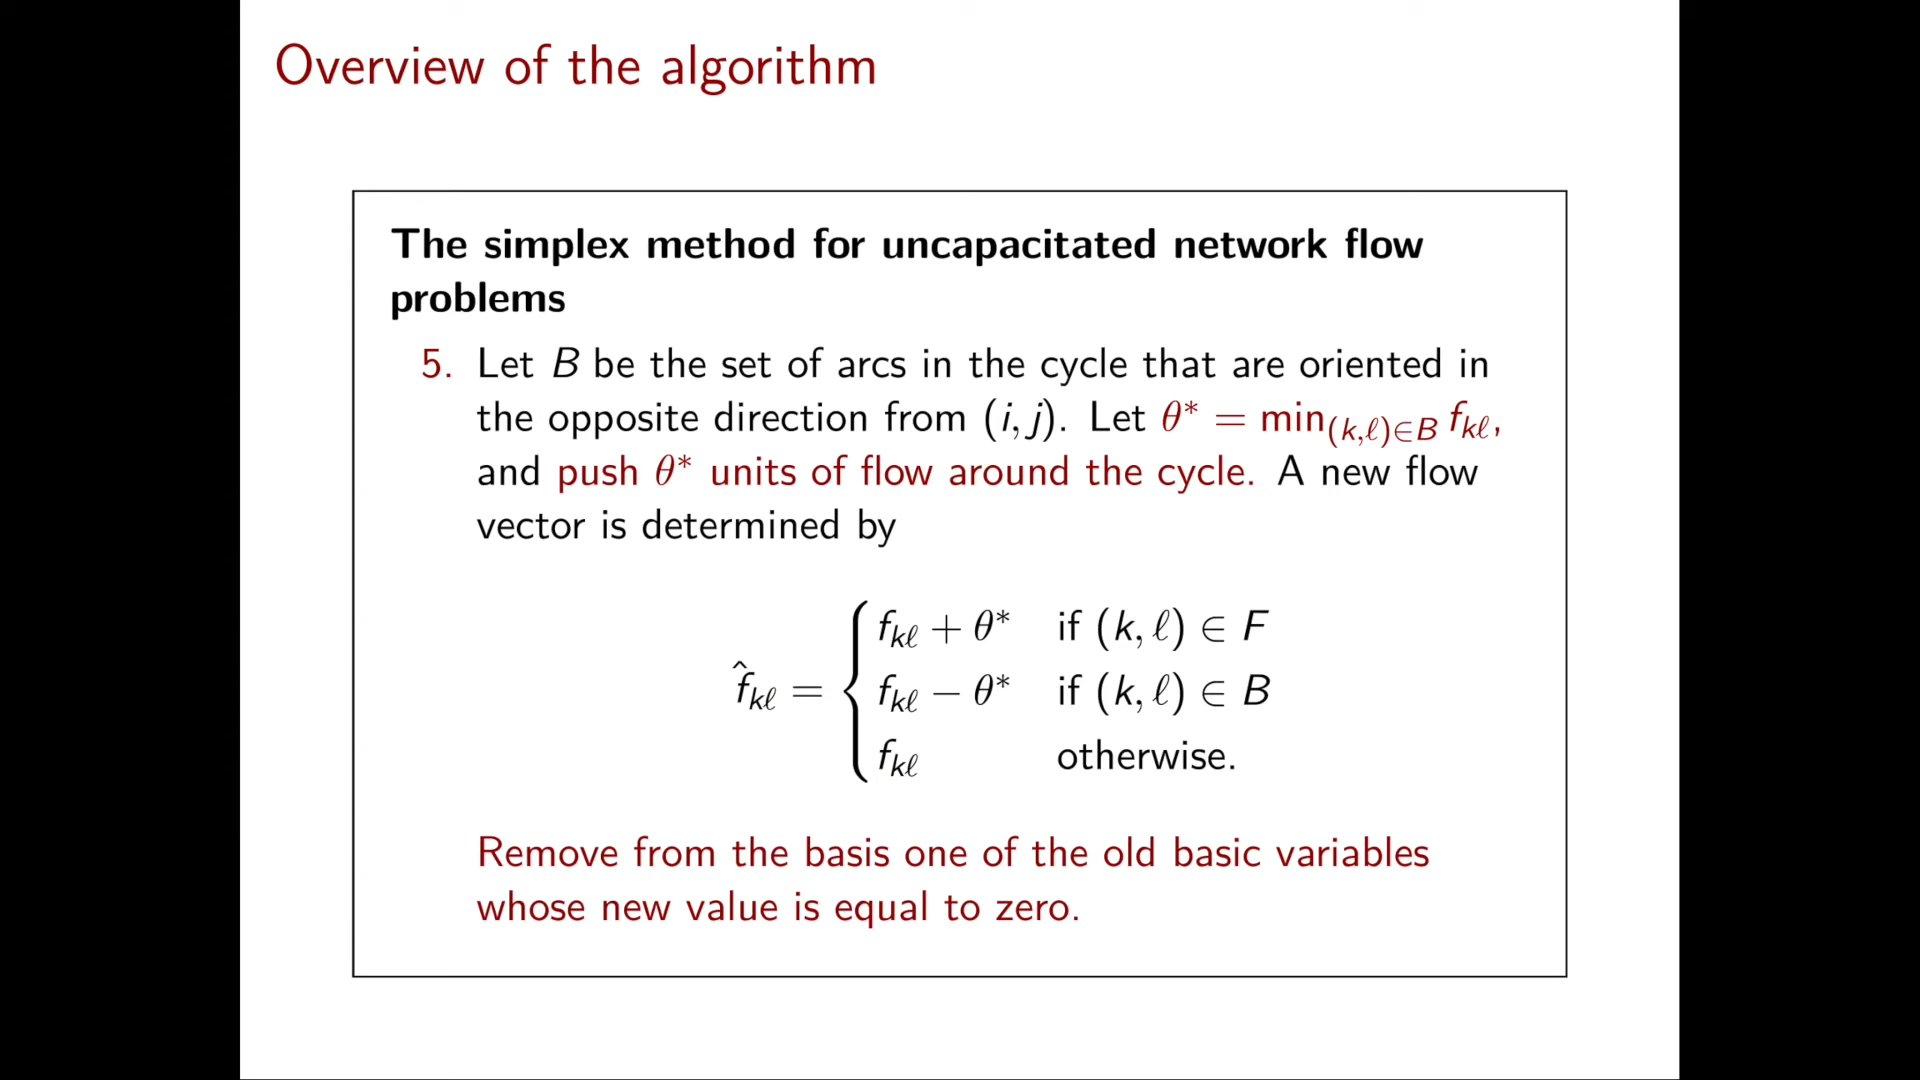 Overview of the algorithm
The simplex method for uncapacitated network flow
problems
5. Let B be the set of arcs in the cycle that are oriented in
the opposite direction from (i, j). Let θ* = min_{(k,ℓ)∈B} f_{kℓ},
and push θ* units of flow around the cycle. A new flow
vector is determined by
f̂_{kℓ} = { f_{kℓ} + θ* if (k, ℓ) ∈ F
f_{kℓ} − θ* if (k, ℓ) ∈ B
f_{kℓ} otherwise.
Remove from the basis one of the old basic variables
whose new value is equal to zero.